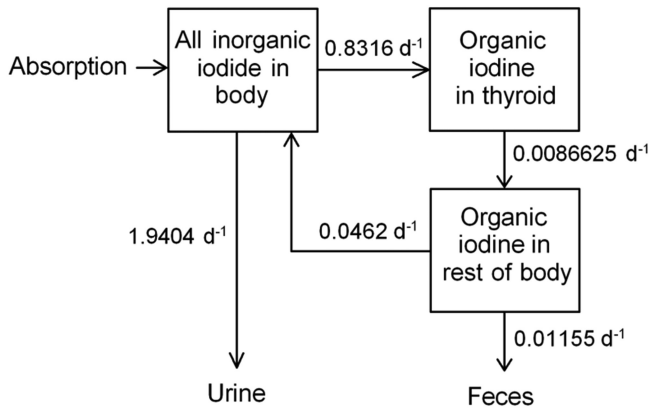 All inorganic
iodide in
body
0.8316 d-1
Organic
iodine
in thyroid
Absorption
0.0086625 d-1
1.9404 d-1
0.0462 d-1
Organic
iodine in
rest of body
0.01155 d-1
Urine
Feces